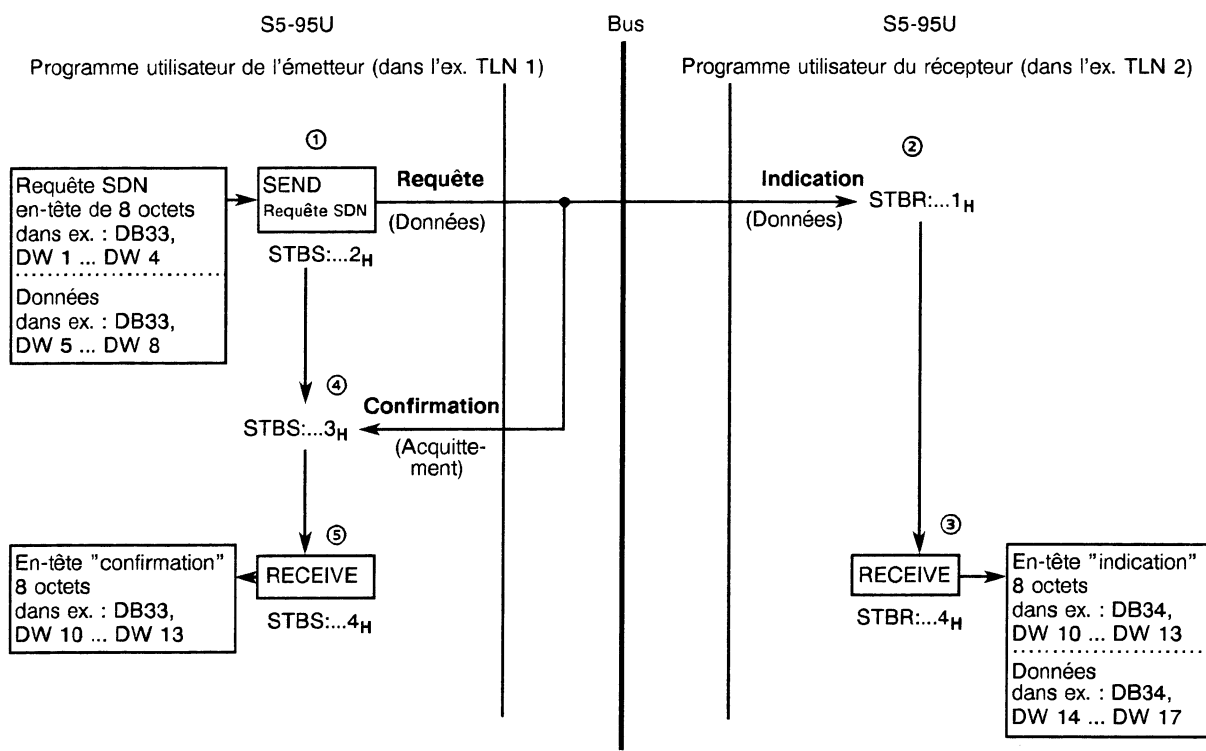 S5-95U
Bus
S5-95U
Programme utilisateur de l'émetteur (dans l'ex. TLN 1)
Programme utilisateur du récepteur (dans l'ex. TLN 2)
①
②
Requête SDN
en-tête de 8 octets
dans ex. : DB33,
DW 1 ... DW 4
Données
dans ex. : DB33,
DW 5 ... DW 8
SEND
Requête SDN
STBS:...2H
Requête
(Données)
Indication
(Données)
STBR:...1H
④
STBS:...3H
Confirmation
(Acquitte-
ment)
⑤
③
En-tête "confirmation"
8 octets
dans ex. : DB33,
DW 10 ... DW 13
RECEIVE
STBS:...4H
RECEIVE
STBR:...4H
En-tête "indication"
8 octets
dans ex. : DB34,
DW 10 ... DW 13
Données
dans ex. : DB34,
DW 14 ... DW 17